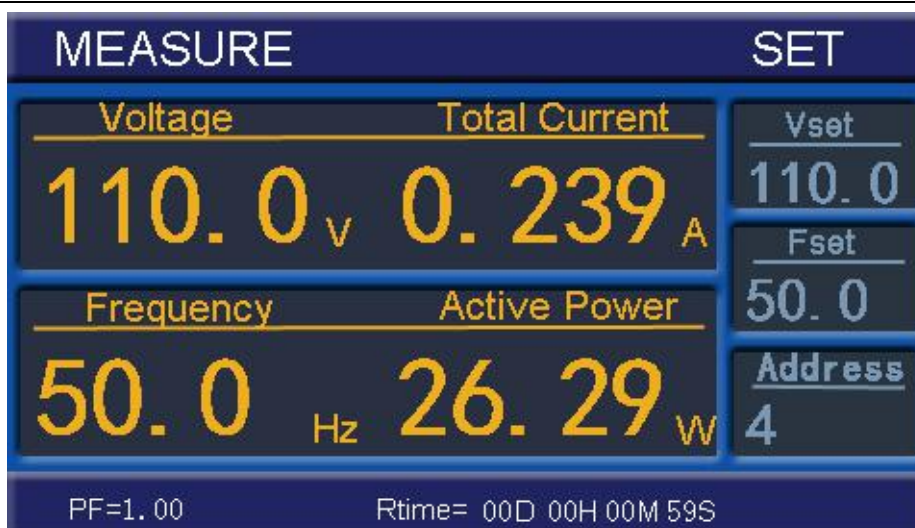 MEASURE SET
Voltage Total Current
110.0 V 0.239 A
Frequency Active Power
50.0 Hz 26.29 W
Vset
110.0
Fset
50.0
Address
4
PF=1.00 Rtime= 00D 00H 00M 59S